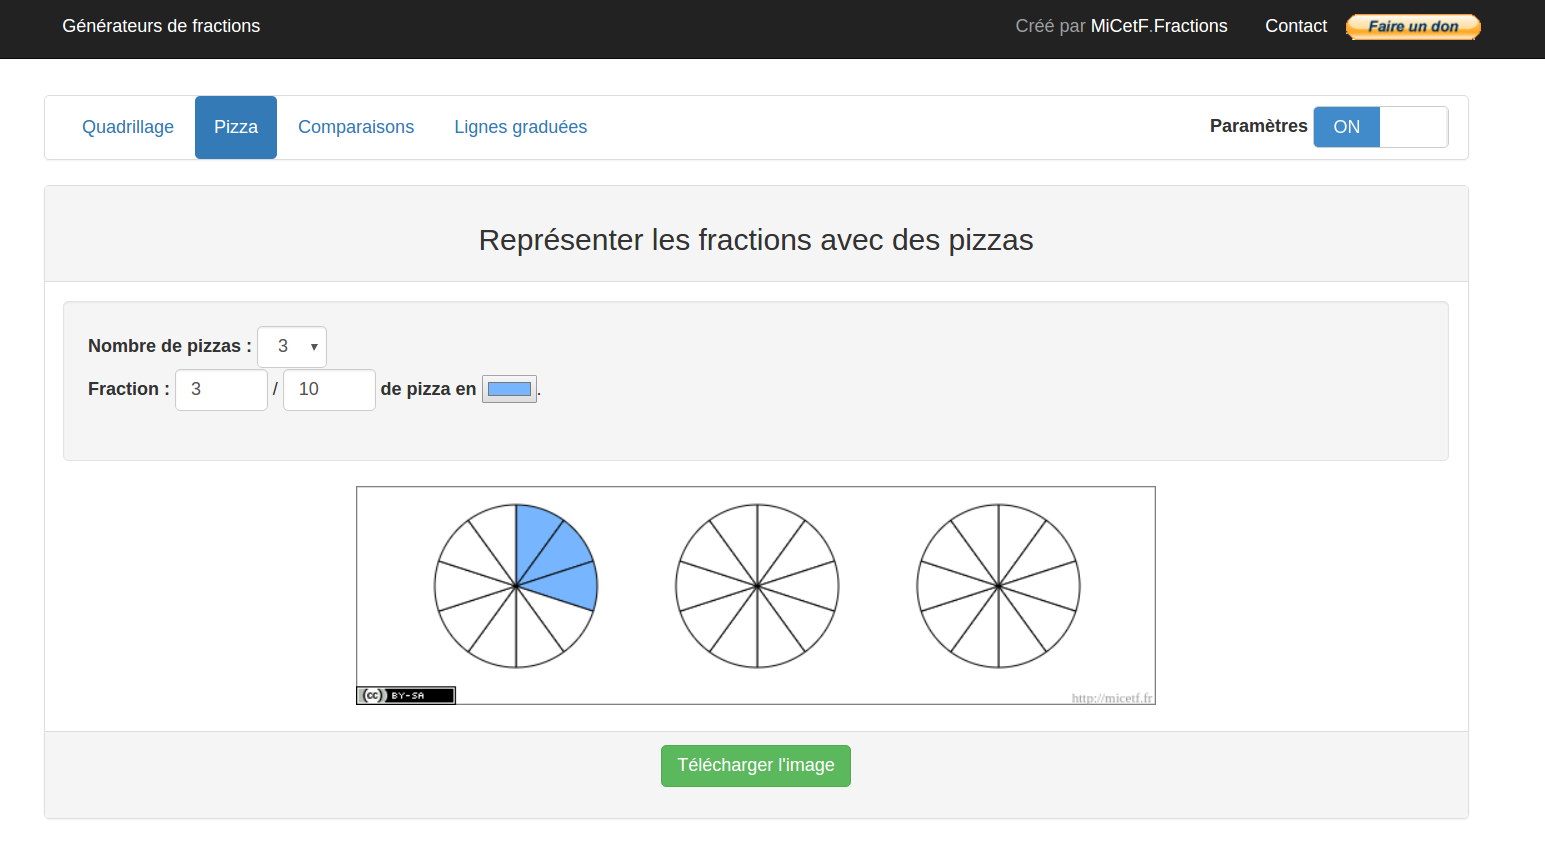 Générateurs de fractions
Créé par MiCetF.Fractions
Contact
Faire un don
Quadrillage
Pizza
Comparaisons
Lignes graduées
Paramètres ON
Représenter les fractions avec des pizzas
Nombre de pizzas : 3
Fraction : 3 / 10 de pizza en .
(cc) BY-SA
http://micetf.fr
Télécharger l'image